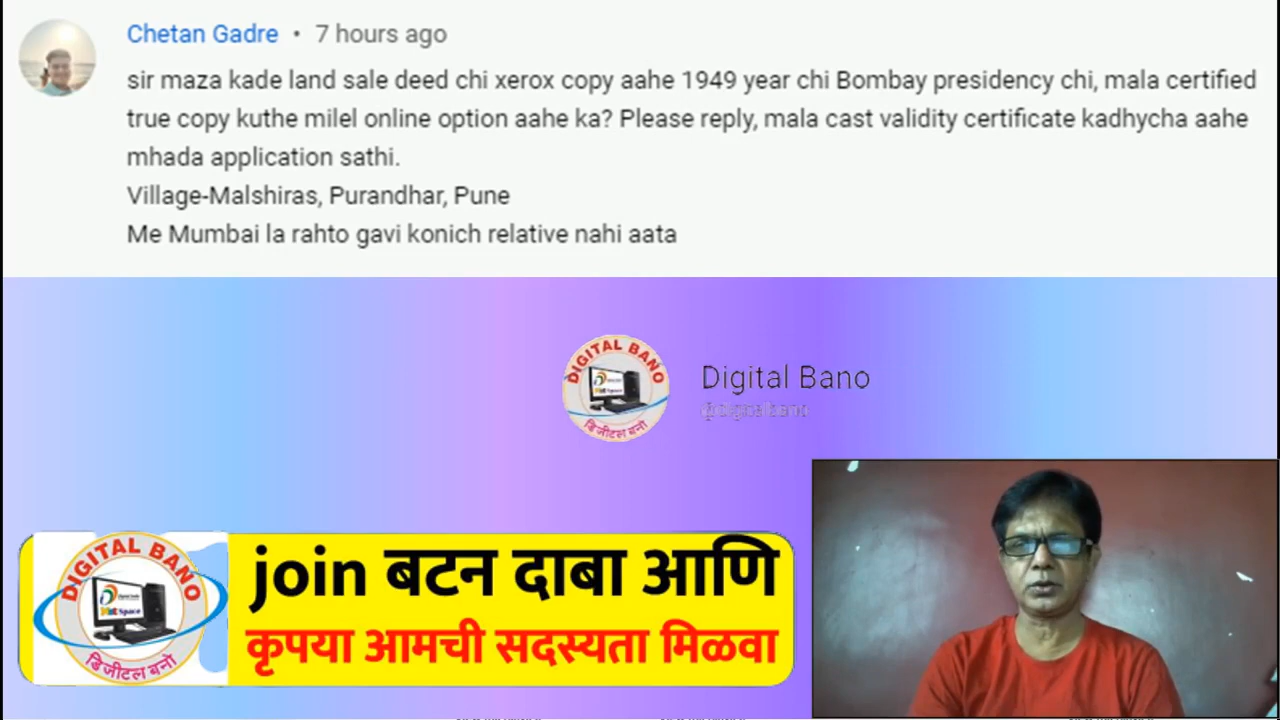 Chetan Gadre • 7 hours ago
sir maza kade land sale deed chi xerox copy aahe 1949 year chi Bombay presidency chi, mala certified
true copy kuthe milel online option aahe ka? Please reply, mala cast validity certificate kadhycha aahe
mhada application sathi.
Village-Malshiras, Purandhar, Pune
Me Mumbai la rahto gavi konich relative nahi aata
DIGITAL BANO
डिजीटल बनो
Digital Bano
@digitalbano
DIGITAL BANO
डिजीटल बनो
join बटन दाबा आणि
कृपया आमची सदस्यता मिळवा